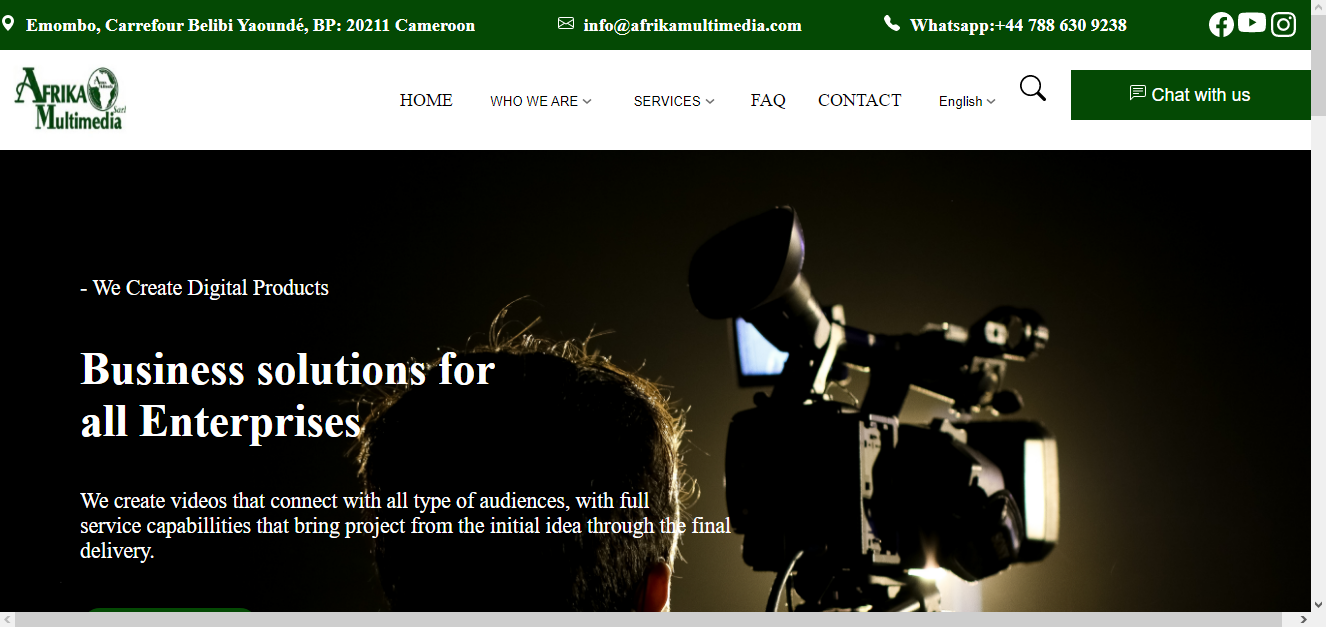 Emombo, Carrefour Belibi Yaoundé, BP: 20211 Cameroon
info@afrikamultimedia.com
Whatsapp:+44 788 630 9238
AFRIKA
Sarl
Multimedia
HOME
WHO WE ARE
SERVICES
FAQ
CONTACT
English
Chat with us
- We Create Digital Products
Business solutions for
all Enterprises
We create videos that connect with all type of audiences, with full
service capabillities that bring project from the initial idea through the final
delivery.